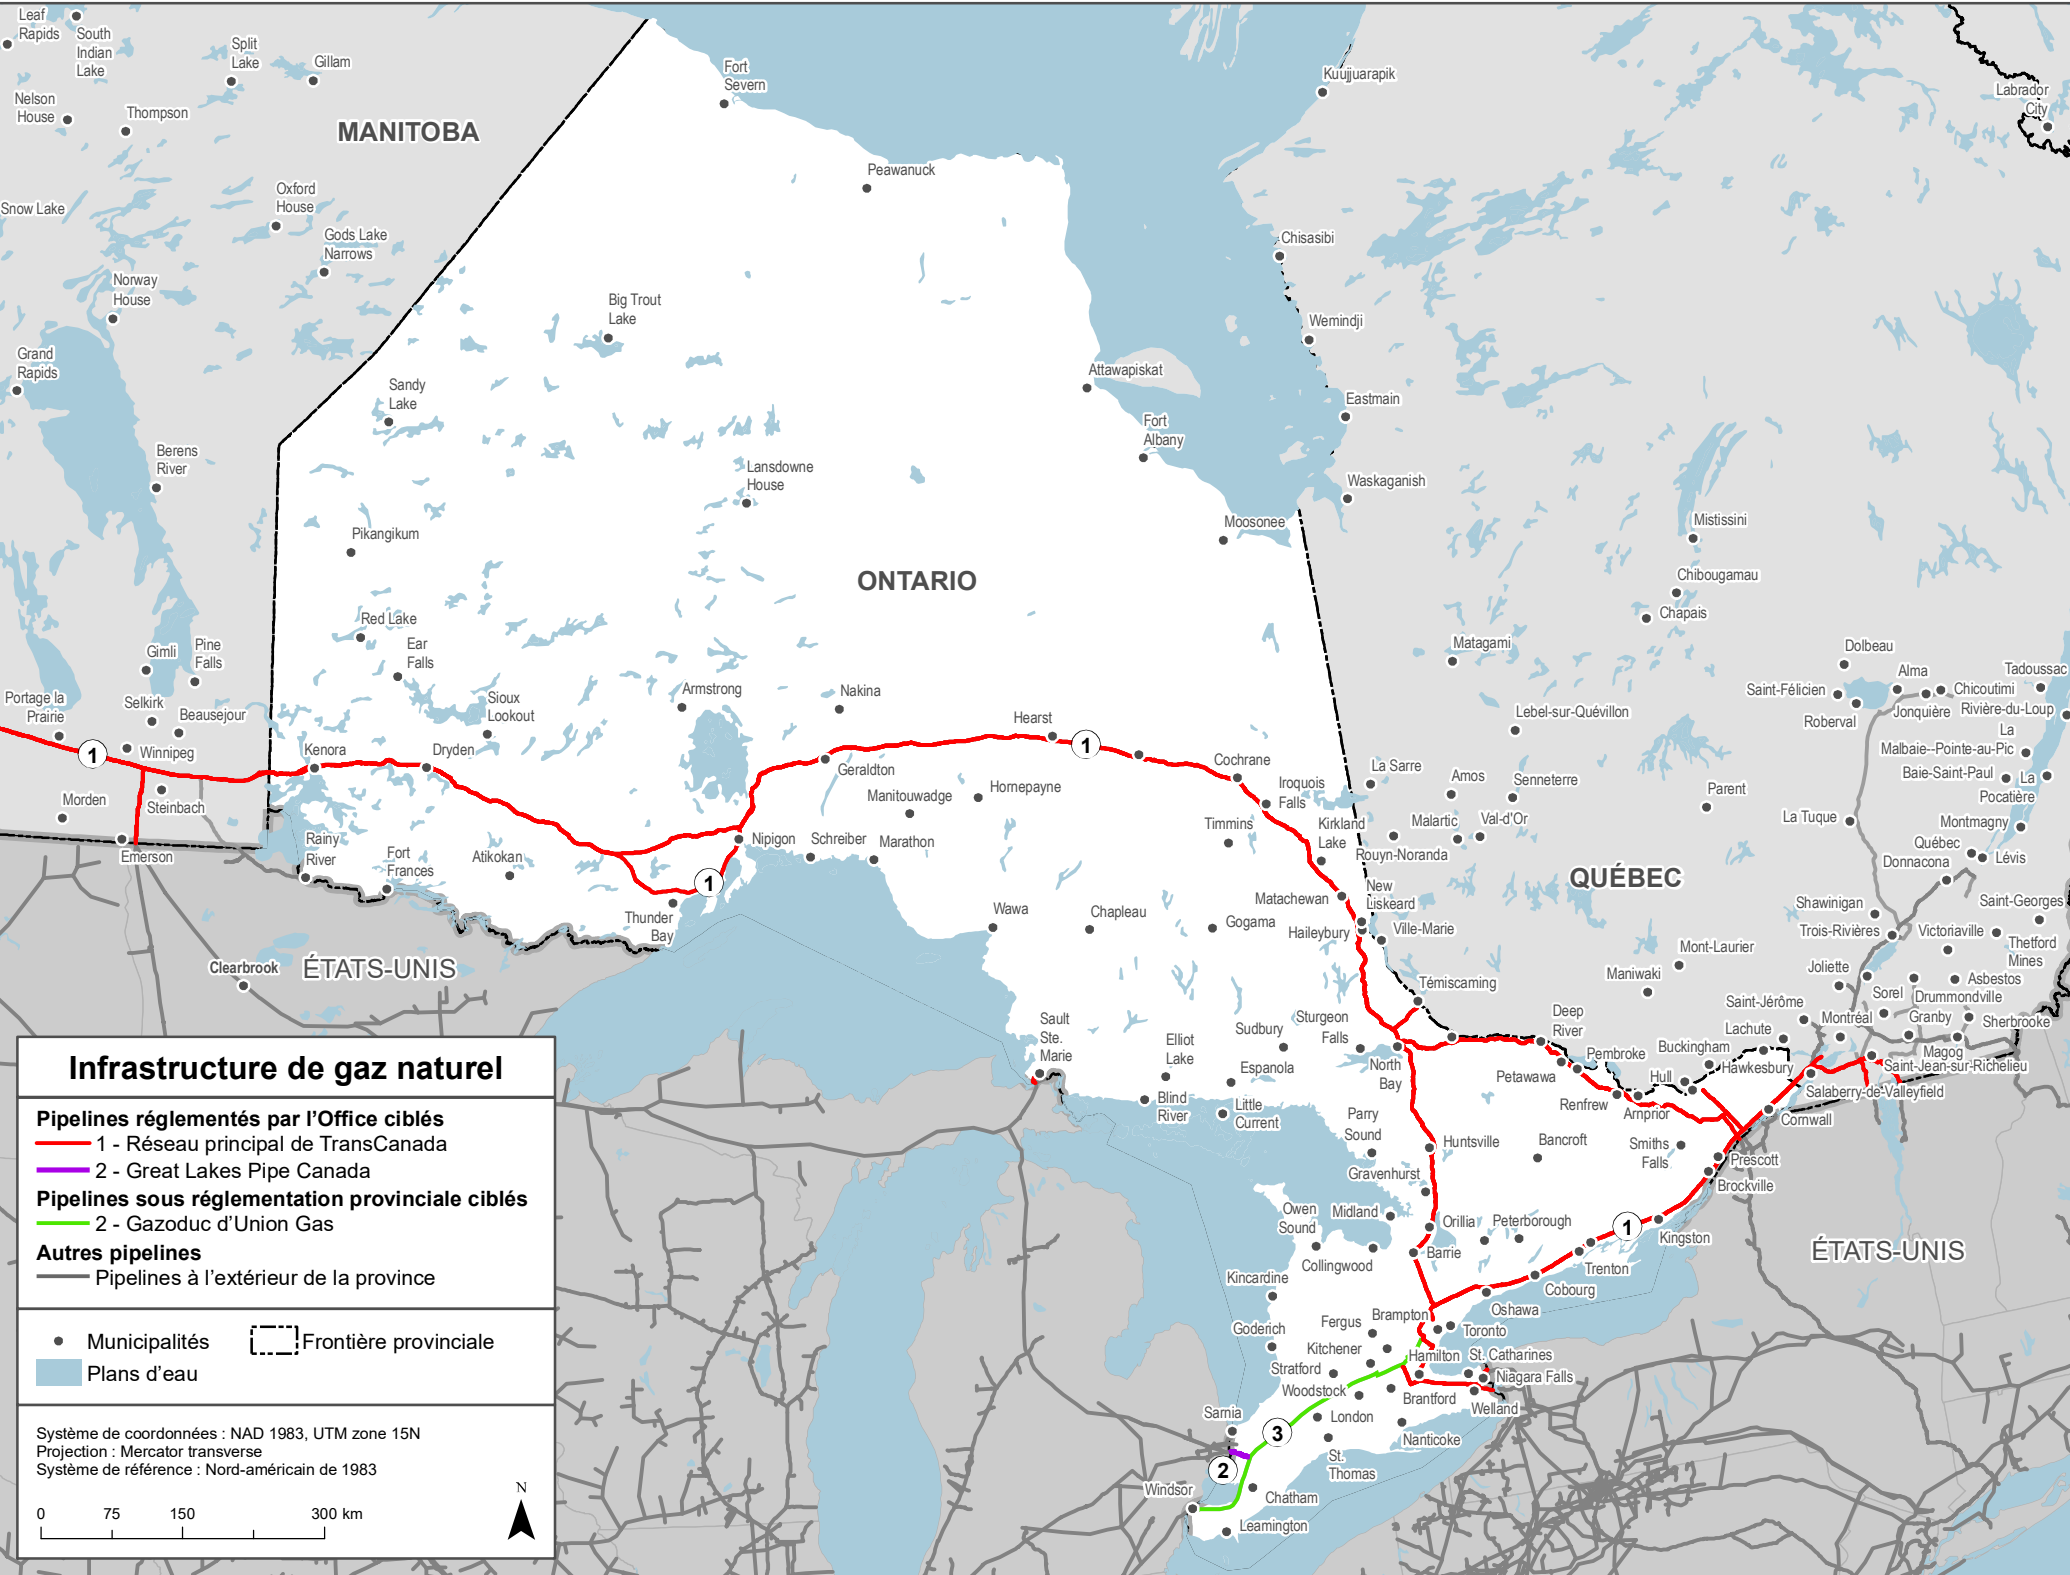 Leaf
Rapids
South
Indian
Lake
Split
Lake
Gillam
Nelson
House
Thompson
MANITOBA
Fort
Severn
Kuujjuarapik
Labrador
City
Snow Lake
Oxford
House
Peawanuck
Gods Lake
Narrows
Chisasibi
Norway
House
Big Trout
Lake
Wemindji
Grand
Rapids
Sandy
Lake
Attawapiskat
Eastmain
Fort
Albany
Berens
River
Lansdowne
House
Waskaganish
Pikangikum
Moosonee
Mistissini
ONTARIO
Chibougamau
Chapais
Red Lake
Ear
Falls
Gimli
Pine
Falls
Matagami
Dolbeau
Alma
Tadoussac
Portage la
Prairie
Selkirk
Beausejour
Sioux
Lookout
Armstrong
Nakina
Saint-Félicien
Chicoutimi
Jonquière
Rivière-du-Loup
Roberval
Lebel-sur-Quévillon
La
Malbaie--Pointe-au-Pic
1
Winnipeg
Kenora
Dryden
Hearst
1
Cochrane
Geraldton
La Sarre
Amos
Senneterre
Parent
Baie-Saint-Paul
La
Pocatière
Morden
Steinbach
Manitouwadge
Hornepayne
Iroquois
Falls
Timmins
Kirkland
Lake
Malartic
Val-d'Or
La Tuque
Montmagny
Emerson
Rainy
River
Fort
Frances
Atikokan
Nipigon
Schreiber
Marathon
Rouyn-Noranda
Québec
Lévis
Donnacona
QUÉBEC
1
Thunder
Bay
Wawa
Chapleau
Gogama
Matachewan
New
Liskeard
Haileybury
Ville-Marie
Shawinigan
Saint-Georges
Trois-Rivières
Victoriaville
Thetford
Mines
Clearbrook
ÉTATS-UNIS
Mont-Laurier
Maniwaki
Joliette
Asbestos
Témiscaming
Saint-Jérôme
Sorel
Drummondville
Sault
Ste.
Marie
Elliot
Lake
Sudbury
Sturgeon
Falls
Deep
River
Lachute
Montréal
Granby
Sherbrooke
Espanola
North
Bay
Petawawa
Pembroke
Buckingham
Hull
Hawkesbury
Magog
Saint-Jean-sur-Richelieu
Blind
River
Little
Current
Renfrew
Arnprior
Salaberry-de-Valleyfield
Cornwall
Parry
Sound
Huntsville
Bancroft
Smiths
Falls
Prescott
Brockville
Gravenhurst
Owen
Sound
Midland
Orillia
Peterborough
1
Kingston
ÉTATS-UNIS
Collingwood
Barrie
Trenton
Kincardine
Cobourg
Oshawa
Goderich
Fergus
Brampton
Toronto
Kitchener
Stratford
Hamilton
St. Catharines
Niagara Falls
Woodstock
Brantford
Welland
Sarnia
London
3
Nanticoke
2
St.
Thomas
Windsor
Chatham
Leamington
Infrastructure de gaz naturel
Pipelines réglementés par l'Office ciblés
1 - Réseau principal de TransCanada
2 - Great Lakes Pipe Canada
Pipelines sous réglementation provinciale ciblés
2 - Gazoduc d'Union Gas
Autres pipelines
Pipelines à l'extérieur de la province
Municipalités
Frontière provinciale
Plans d'eau
Système de coordonnées : NAD 1983, UTM zone 15N
Projection : Mercator transverse
Système de référence : Nord-américain de 1983
N
0 75 150 300 km